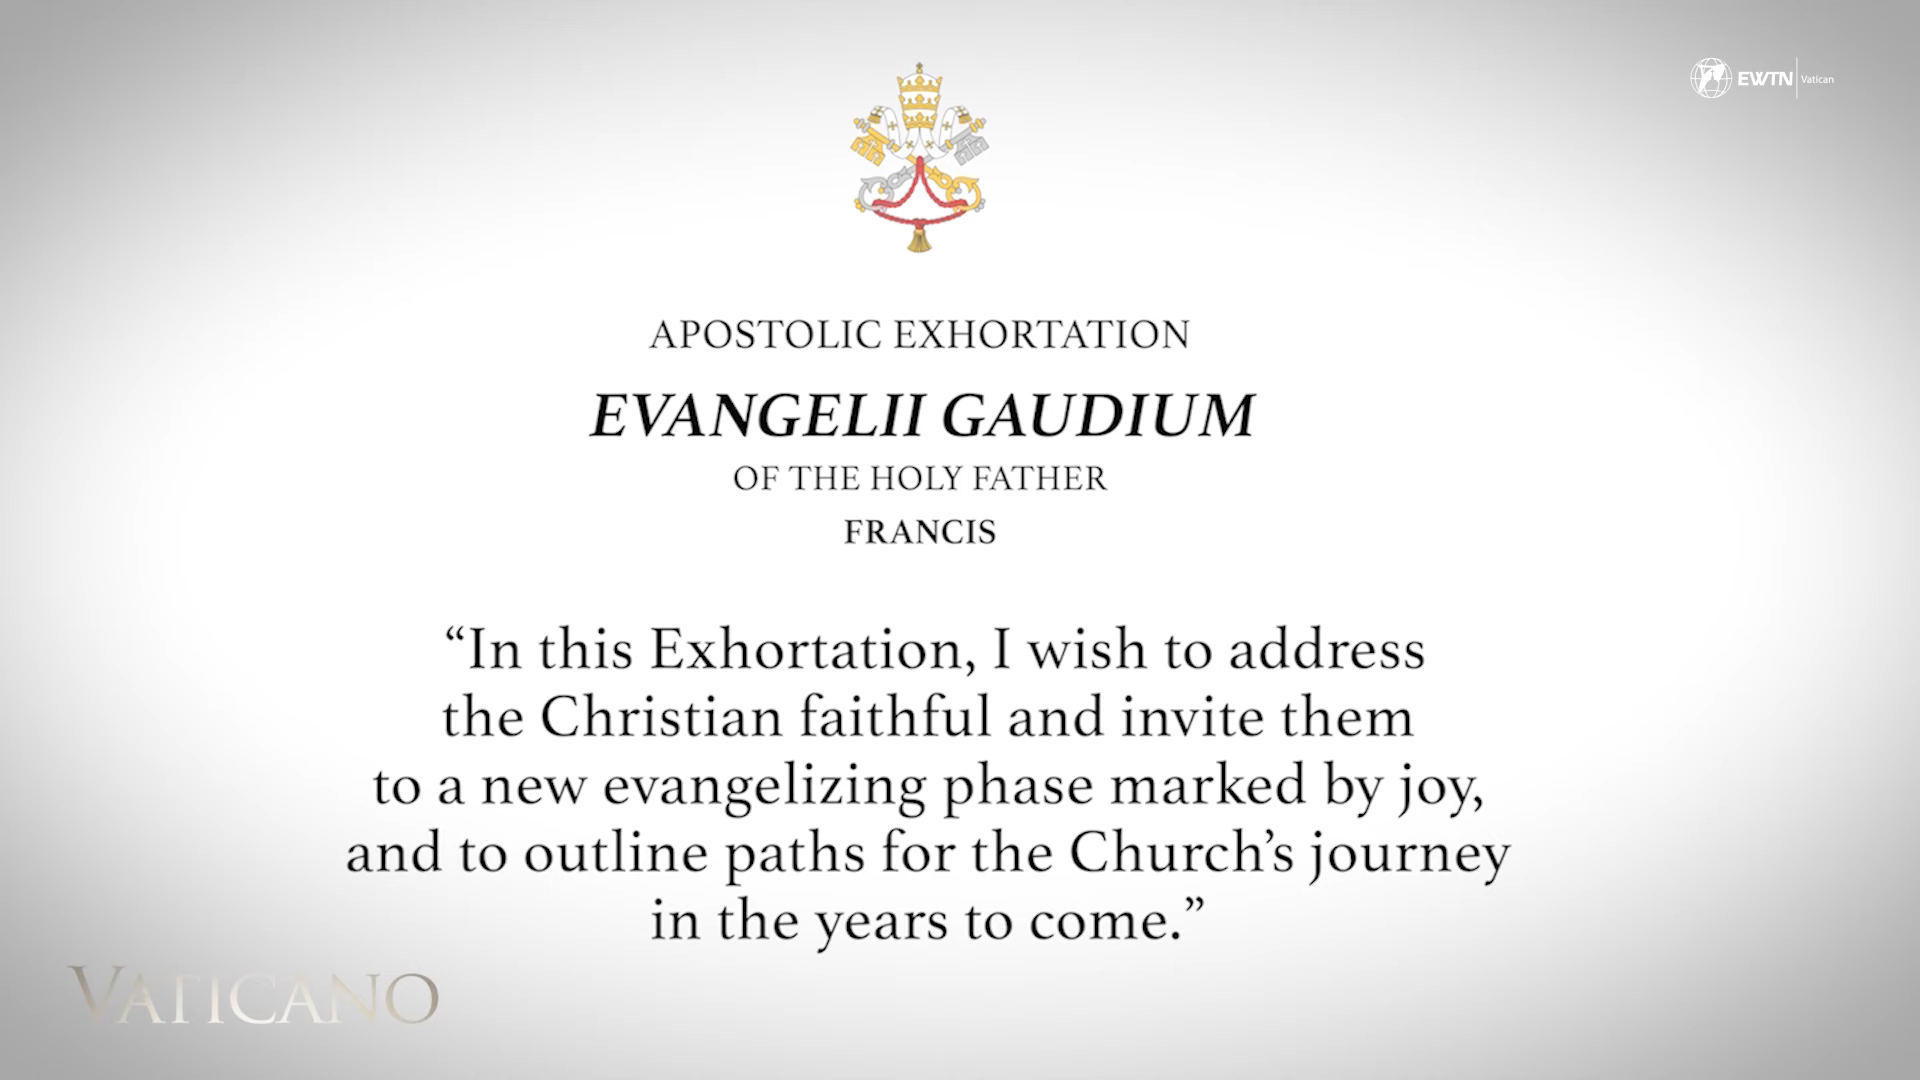 EWTN Vatican
APOSTOLIC EXHORTATION
EVANGELII GAUDIUM
OF THE HOLY FATHER
FRANCIS
“In this Exhortation, I wish to address
the Christian faithful and invite them
to a new evangelizing phase marked by joy,
and to outline paths for the Church’s journey
in the years to come.”
VATICANO